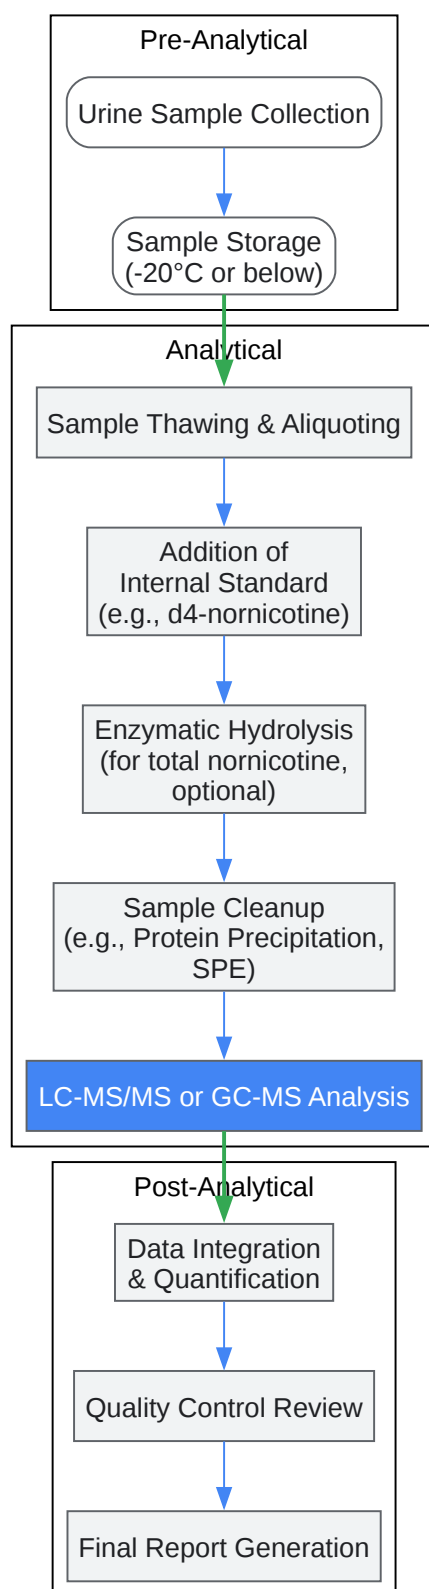 Pre-Analytical
Urine Sample Collection
Sample Storage
(-20°C or below)
Analytical
Sample Thawing & Aliquoting
Addition of
Internal Standard
(e.g., d4-nornicotine)
Enzymatic Hydrolysis
(for total nornicotine,
optional)
Sample Cleanup
(e.g., Protein Precipitation,
SPE)
LC-MS/MS or GC-MS Analysis
Post-Analytical
Data Integration
& Quantification
Quality Control Review
Final Report Generation